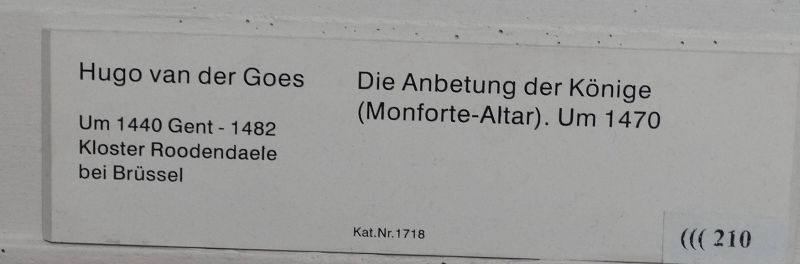 Hugo van der Goes
Um 1440 Gent - 1482
Kloster Roodendaele
bei Brüssel
Die Anbetung der Könige
(Monforte-Altar). Um 1470
Kat.Nr.1718
((( 210